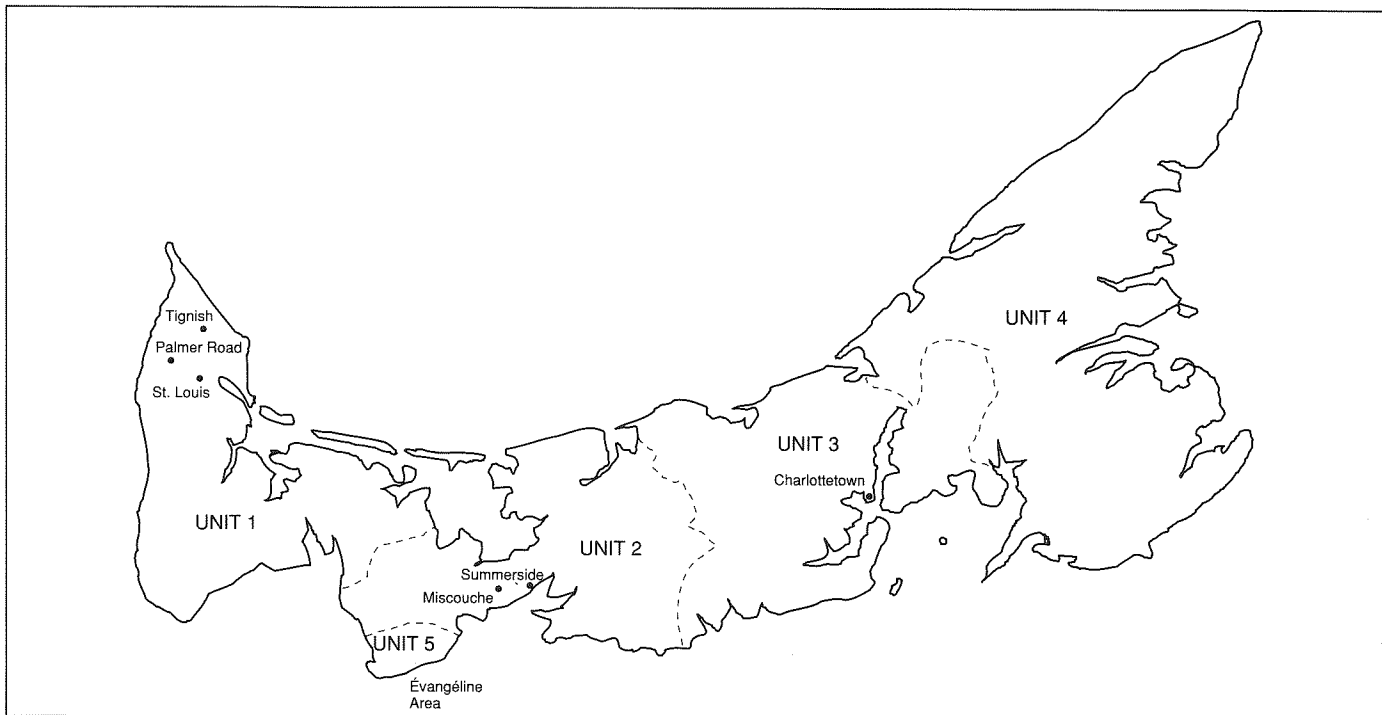 UNIT 4
Tignish
Palmer Road
St. Louis
UNIT 3
Charlottetown
UNIT 1
UNIT 2
Summerside
Miscouche
UNIT 5
Évangéline
Area